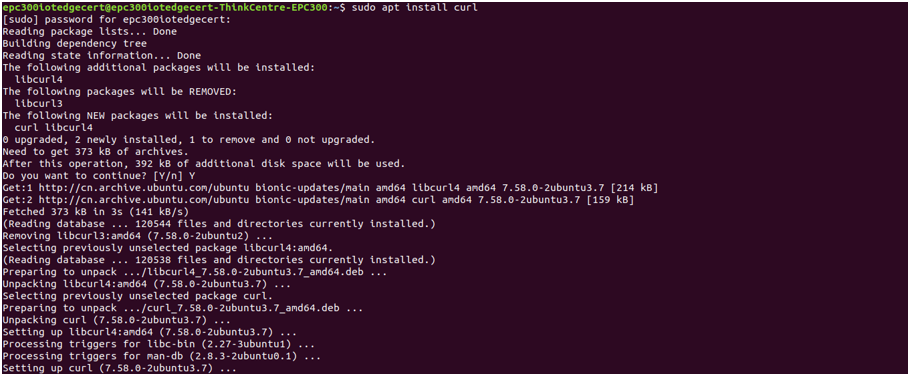 epc300iotedgecert@epc300iotedgecert-ThinkCentre-EPC300:~$ sudo apt install curl
[sudo] password for epc300iotedgecert:
Reading package lists... Done
Building dependency tree
Reading state information... Done
The following additional packages will be installed:
  libcurl4
The following packages will be REMOVED:
  libcurl3
The following NEW packages will be installed:
  curl libcurl4
0 upgraded, 2 newly installed, 1 to remove and 0 not upgraded.
Need to get 373 kB of archives.
After this operation, 392 kB of additional disk space will be used.
Do you want to continue? [Y/n] Y
Get:1 http://cn.archive.ubuntu.com/ubuntu bionic-updates/main amd64 libcurl4 amd64 7.58.0-2ubuntu3.7 [214 kB]
Get:2 http://cn.archive.ubuntu.com/ubuntu bionic-updates/main amd64 curl amd64 7.58.0-2ubuntu3.7 [159 kB]
Fetched 373 kB in 3s (141 kB/s)
(Reading database ... 120544 files and directories currently installed.)
Removing libcurl3:amd64 (7.58.0-2ubuntu2) ...
Selecting previously unselected package libcurl4:amd64.
(Reading database ... 120538 files and directories currently installed.)
Preparing to unpack .../libcurl4_7.58.0-2ubuntu3.7_amd64.deb ...
Unpacking libcurl4:amd64 (7.58.0-2ubuntu3.7) ...
Selecting previously unselected package curl.
Preparing to unpack .../curl_7.58.0-2ubuntu3.7_amd64.deb ...
Unpacking curl (7.58.0-2ubuntu3.7) ...
Setting up libcurl4:amd64 (7.58.0-2ubuntu3.7) ...
Processing triggers for libc-bin (2.27-3ubuntu1) ...
Processing triggers for man-db (2.8.3-2ubuntu0.1) ...
Setting up curl (7.58.0-2ubuntu3.7) ...